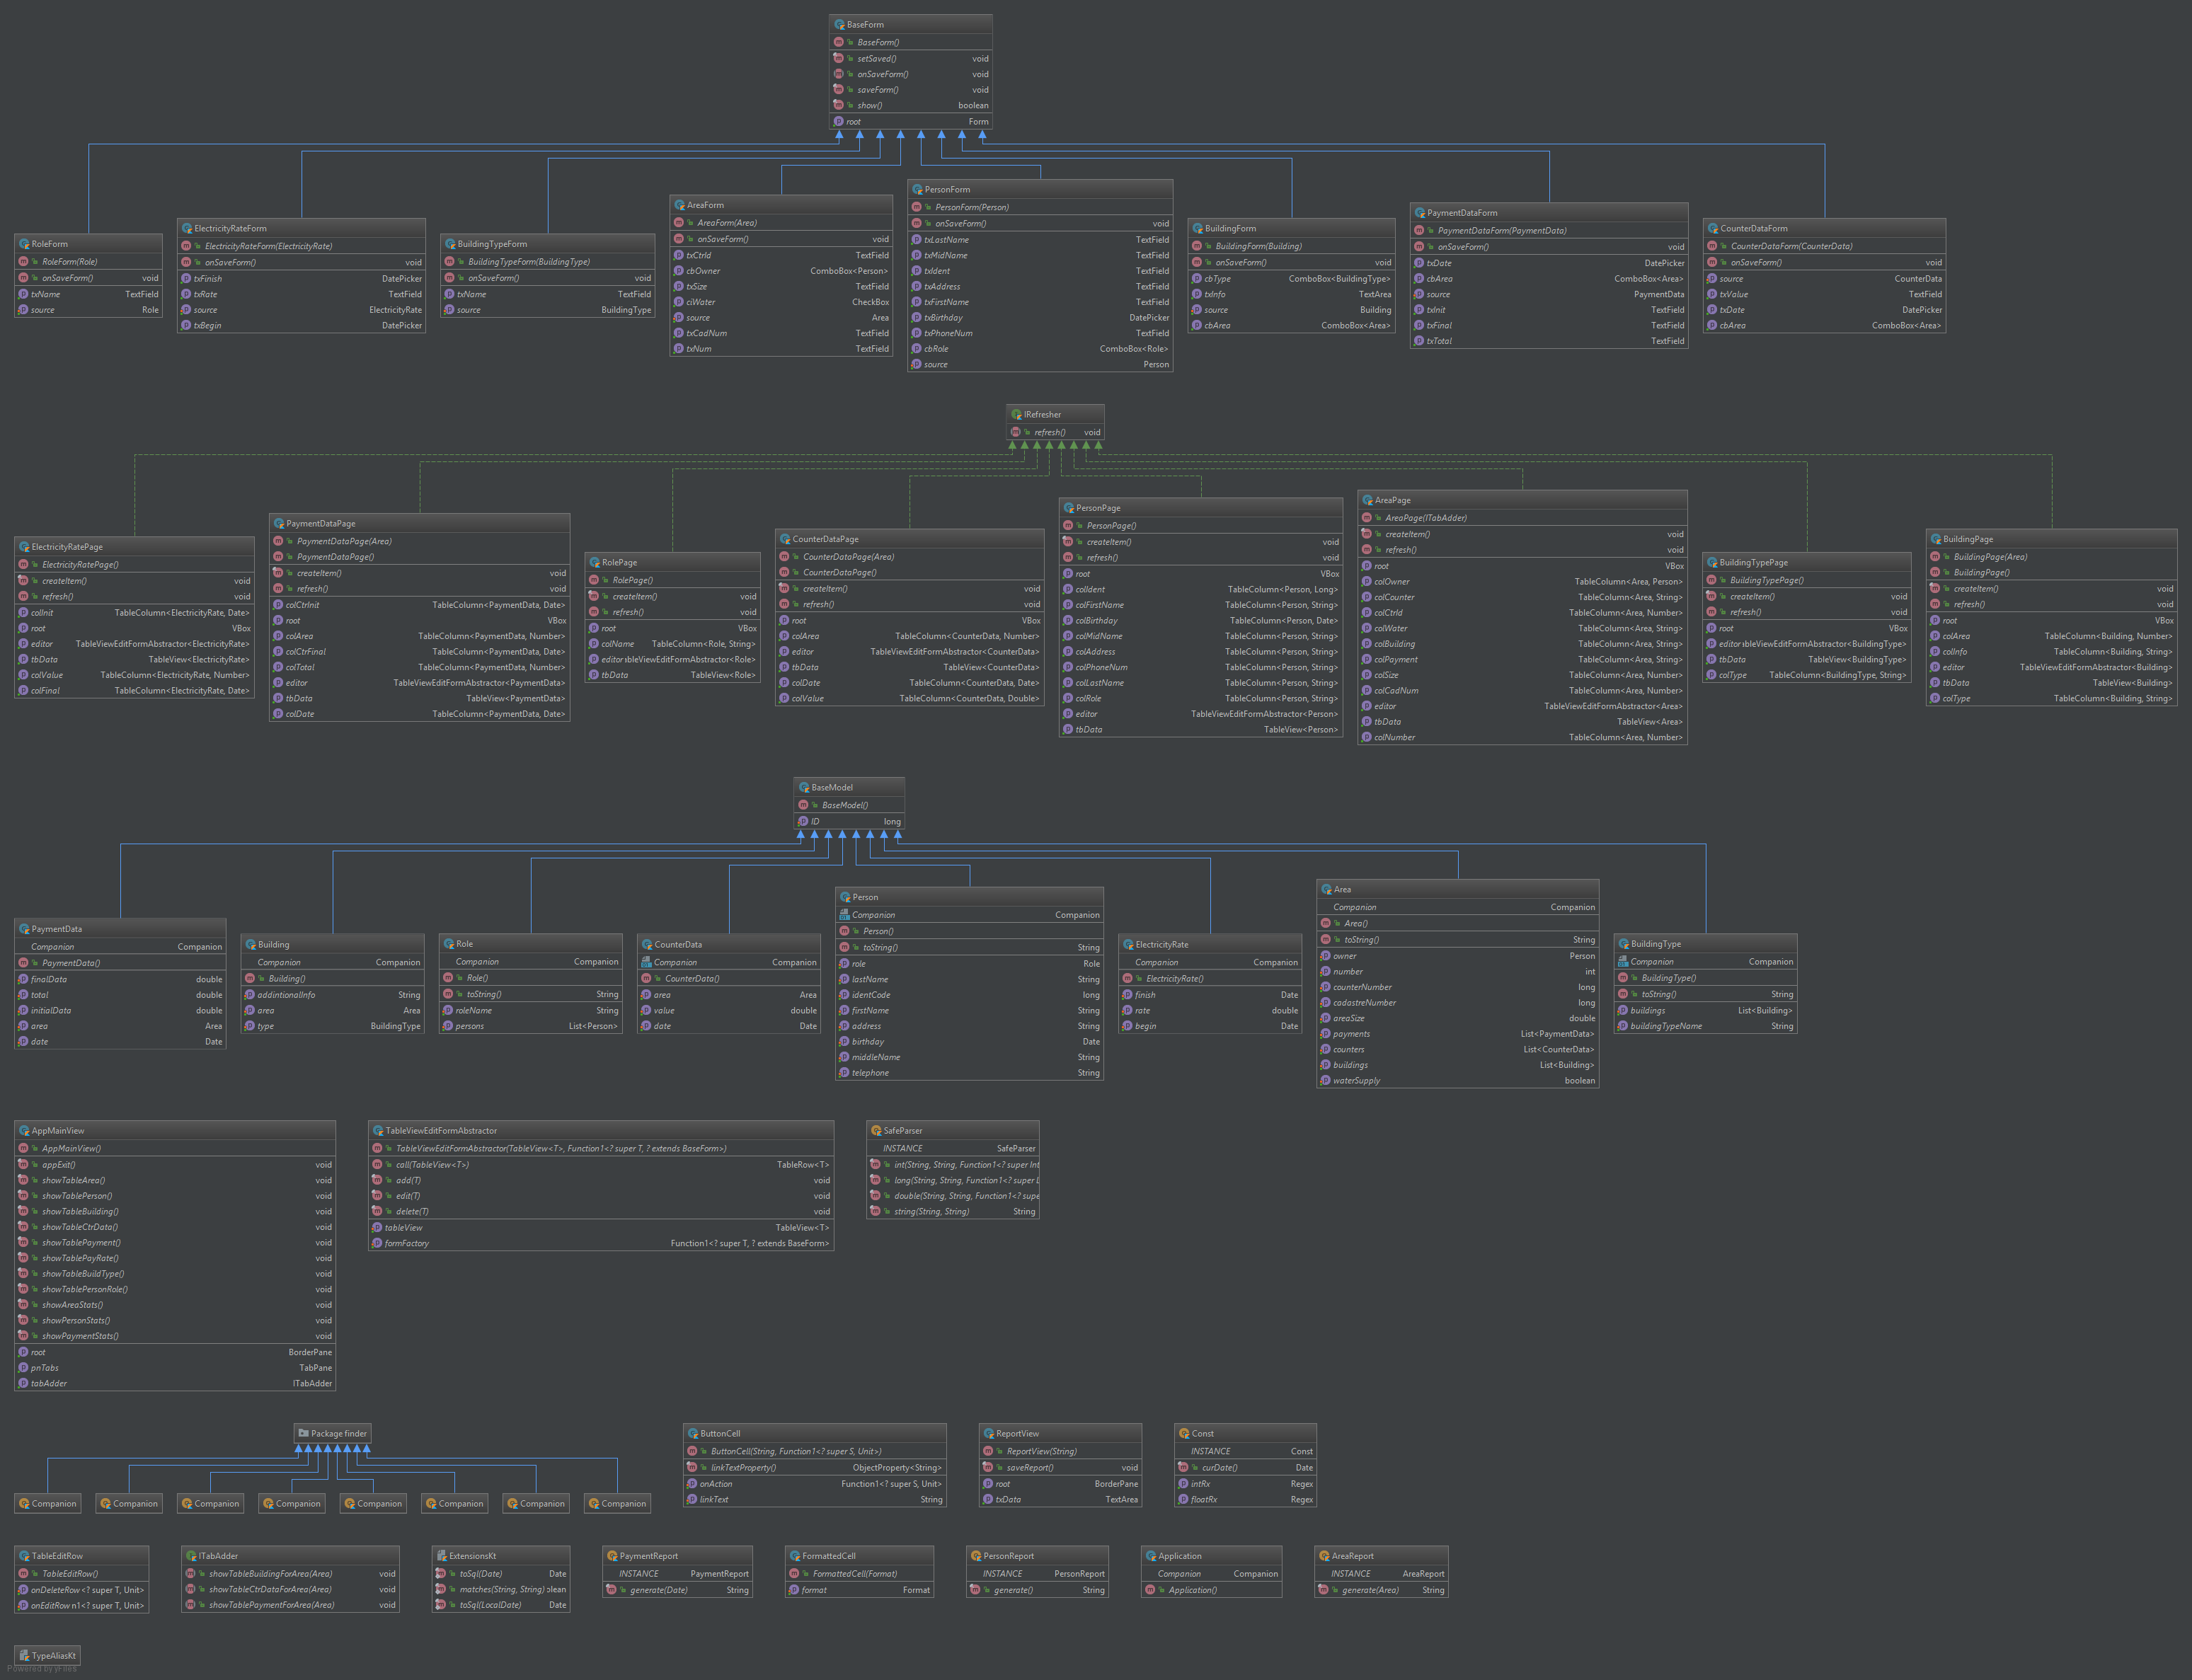 BaseForm
BaseForm()
setSaved() void
onSaveForm() void
saveForm() void
show() boolean
root Form
RoleForm
RoleForm(Role)
onSaveForm() void
txName TextField
source Role
ElectricityRateForm
ElectricityRateForm(ElectricityRate)
onSaveForm() void
txFinish DatePicker
txRate TextField
source ElectricityRate
txBegin DatePicker
BuildingTypeForm
BuildingTypeForm(BuildingType)
onSaveForm() void
txName TextField
source BuildingType
AreaForm
AreaForm(Area)
onSaveForm() void
txCtrId TextField
cbOwner ComboBox<Person>
txSize TextField
ciWater CheckBox
source Area
txCadNum TextField
txNum TextField
PersonForm
PersonForm(Person)
onSaveForm() void
txLastName TextField
txMidName TextField
txIdent TextField
txAddress TextField
txFirstName TextField
txBirthday DatePicker
txPhoneNum TextField
cbRole ComboBox<Role>
source Person
BuildingForm
BuildingForm(Building)
onSaveForm() void
cbType ComboBox<BuildingType>
txInfo TextArea
source Building
cbArea ComboBox<Area>
PaymentDataForm
PaymentDataForm(PaymentData)
onSaveForm() void
txDate DatePicker
cbArea ComboBox<Area>
source PaymentData
txInit TextField
txFinal TextField
txTotal TextField
CounterDataForm
CounterDataForm(CounterData)
onSaveForm() void
source CounterData
txValue TextField
txDate DatePicker
cbArea ComboBox<Area>
IRefresher
refresh() void
ElectricityRatePage
ElectricityRatePage()
createItem() void
refresh() void
colInit TableColumn<ElectricityRate, Date>
root VBox
editor TableViewEditFormAbstractor<ElectricityRate>
tbData TableView<ElectricityRate>
colValue TableColumn<ElectricityRate, Number>
colFinal TableColumn<ElectricityRate, Date>
PaymentDataPage
PaymentDataPage(Area)
PaymentDataPage()
createItem() void
refresh() void
colCtrInit TableColumn<PaymentData, Date>
root VBox
colArea TableColumn<PaymentData, Number>
colCtrFinal TableColumn<PaymentData, Date>
colTotal TableColumn<PaymentData, Number>
editor TableViewEditFormAbstractor<PaymentData>
tbData TableView<PaymentData>
colDate TableColumn<PaymentData, Date>
RolePage
RolePage()
createItem() void
refresh() void
root VBox
colName TableColumn<Role, String>
editor ıbleViewEditFormAbstractor<Role>
tbData TableView<Role>
CounterDataPage
CounterDataPage(Area)
CounterDataPage()
createItem() void
refresh() void
root VBox
colArea TableColumn<CounterData, Number>
editor TableViewEditFormAbstractor<CounterData>
tbData TableView<CounterData>
colDate TableColumn<CounterData, Date>
colValue TableColumn<CounterData, Double>
PersonPage
PersonPage()
createItem() void
refresh() void
root VBox
colIdent TableColumn<Person, Long>
colFirstName TableColumn<Person, String>
colBirthday TableColumn<Person, Date>
colMidName TableColumn<Person, String>
colAddress TableColumn<Person, String>
colPhoneNum TableColumn<Person, String>
colLastName TableColumn<Person, String>
colRole TableColumn<Person, String>
editor TableViewEditFormAbstractor<Person>
tbData TableView<Person>
AreaPage
AreaPage(ITabAdder)
createItem() void
refresh() void
root VBox
colOwner TableColumn<Area, Person>
colCounter TableColumn<Area, String>
colCtrId TableColumn<Area, Number>
colWater TableColumn<Area, String>
colBuilding TableColumn<Area, String>
colPayment TableColumn<Area, String>
colSize TableColumn<Area, Number>
colCadNum TableColumn<Area, Number>
editor TableViewEditFormAbstractor<Area>
tbData TableView<Area>
colNumber TableColumn<Area, Number>
BuildingTypePage
BuildingTypePage()
createItem() void
refresh() void
root VBox
editor ıbleViewEditFormAbstractor<BuildingType>
tbData TableView<BuildingType>
colType TableColumn<BuildingType, String>
BuildingPage
BuildingPage(Area)
BuildingPage()
createItem() void
refresh() void
root VBox
colArea TableColumn<Building, Number>
colInfo TableColumn<Building, String>
editor TableViewEditFormAbstractor<Building>
tbData TableView<Building>
colType TableColumn<Building, String>
BaseModel
BaseModel()
ID long
PaymentData
Companion Companion
PaymentData()
finalData double
total double
initialData double
area Area
date Date
Building
Companion Companion
Building()
addintionalInfo String
area Area
type BuildingType
Role
Companion Companion
Role()
toString() String
roleName String
persons List<Person>
CounterData
Companion Companion
CounterData()
area Area
value double
date Date
Person
Companion Companion
Person()
toString() String
role Role
lastName String
identCode long
firstName String
address String
birthday Date
middleName String
telephone String
ElectricityRate
Companion Companion
ElectricityRate()
finish Date
rate double
begin Date
Area
Companion Companion
Area()
toString() String
owner Person
number int
counterNumber long
cadastreNumber long
areaSize double
payments List<PaymentData>
counters List<CounterData>
buildings List<Building>
waterSupply boolean
BuildingType
Companion Companion
BuildingType()
toString() String
buildings List<Building>
buildingTypeName String
AppMainView
AppMainView()
appExit() void
showTableArea() void
showTablePerson() void
showTableBuilding() void
showTableCtrData() void
showTablePayment() void
showTablePayRate() void
showTableBuildType() void
showTablePersonRole() void
showAreaStats() void
showPersonStats() void
showPaymentStats() void
root BorderPane
pnTabs TabPane
tabAdder ITabAdder
TableViewEditFormAbstractor
TableViewEditFormAbstractor(TableView<T>, Function1<? super T, ? extends BaseForm>)
call(TableView<T>) TableRow<T>
add(T) void
edit(T) void
delete(T) void
tableView TableView<T>
formFactory Function1<? super T, ? extends BaseForm>
SafeParser
INSTANCE SafeParser
int(String, String, Function1<? super Int
long(String, String, Function1<? super L
double(String, String, Function1<? supe
string(String, String) String
Package finder
Companion Companion Companion Companion Companion Companion Companion Companion
ButtonCell
ButtonCell(String, Function1<? super S, Unit>)
linkTextProperty() ObjectProperty<String>
onAction Function1<? super S, Unit>
linkText String
ReportView
ReportView(String)
saveReport() void
root BorderPane
txData TextArea
Const
INSTANCE Const
curDate() Date
intRx Regex
floatRx Regex
TableEditRow
TableEditRow()
onDeleteRow <? super T, Unit>
onEditRow n1<? super T, Unit>
ITabAdder
showTableBuildingForArea(Area) void
showTableCtrDataForArea(Area) void
showTablePaymentForArea(Area) void
ExtensionsKt
toSql(Date) Date
matches(String, String) olean
toSql(LocalDate) Date
PaymentReport
INSTANCE PaymentReport
generate(Date) String
FormattedCell
FormattedCell(Format)
format Format
PersonReport
INSTANCE PersonReport
generate() String
Application
Companion Companion
Application()
AreaReport
INSTANCE AreaReport
generate(Area) String
TypeAliasKt
Powered by yFiles